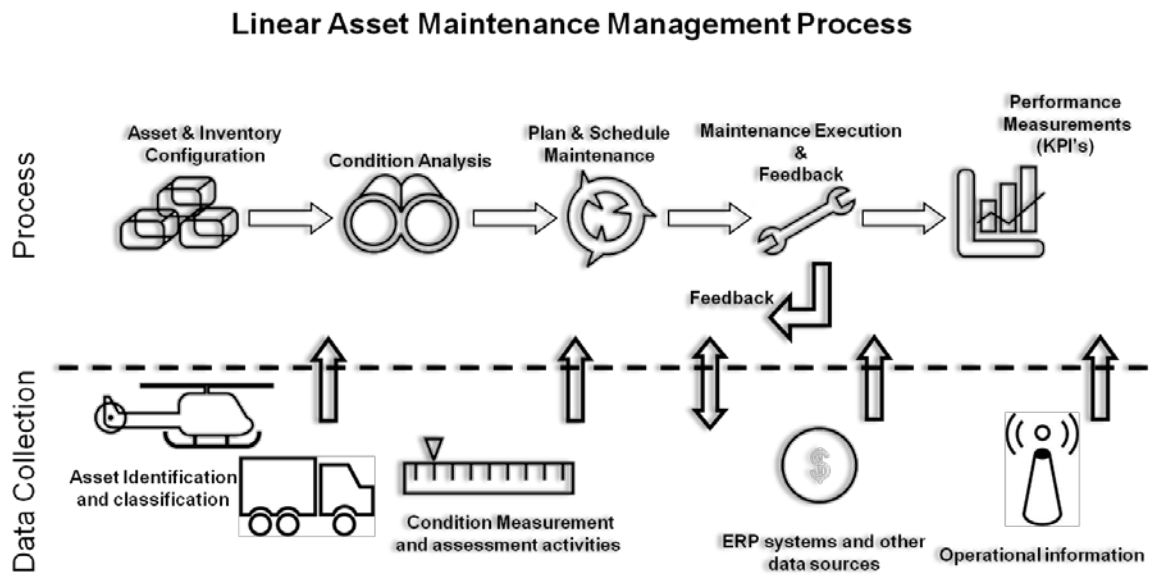 Linear Asset Maintenance Management Process
Process
Asset & Inventory
Configuration
Condition Analysis
Plan & Schedule
Maintenance
Maintenance Execution
&
Feedback
Performance
Measurements
(KPI's)
Feedback
Data Collection
Asset Identification
and classification
Condition Measurement
and assessment activities
$
ERP systems and other
data sources
Operational information